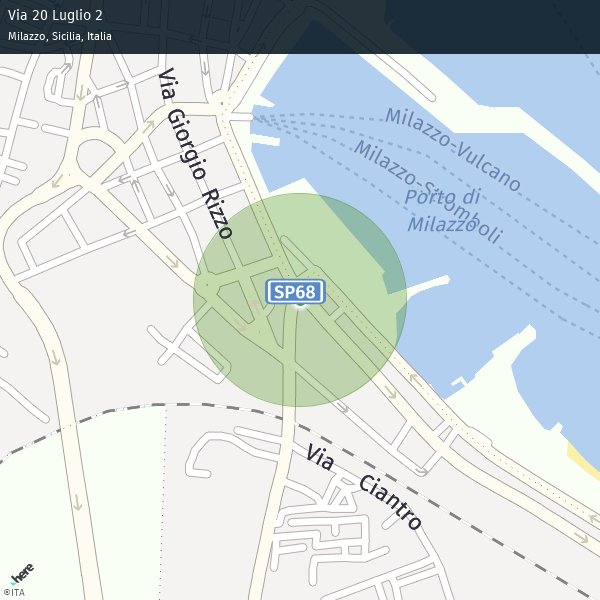 Via 20 Luglio 2
Milazzo, Sicilia, Italia
Via Giorgio Rizzo
Milazzo-Vulcano
Milazzo-Stromboli
Porto di
Milazzo
SP68
Via Ciantro
here
©ITA